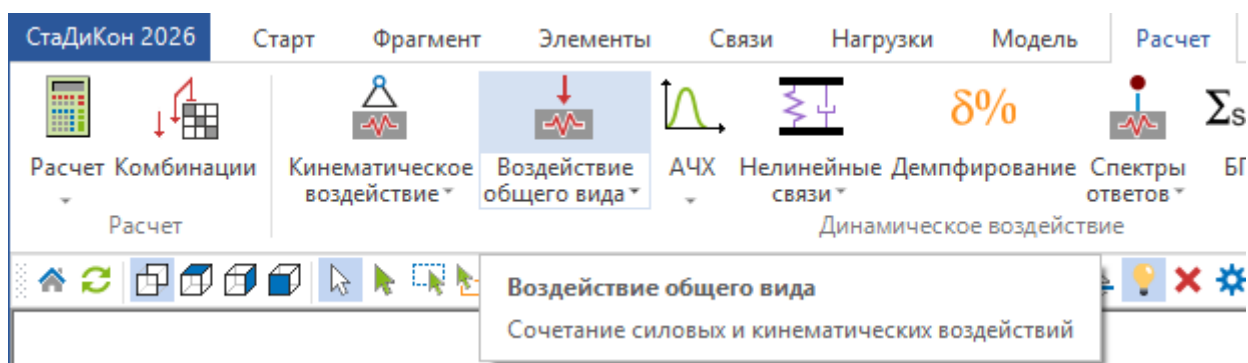 СтаДиКон 2026 Старт Фрагмент Элементы Связи Нагрузки Модель Расчет
δ% Σs
Расчет Комбинации Кинематическое воздействие Воздействие общего вида АЧХ Нелинейные связи Демпфирование Спектры ответов
Расчет Динамическое воздействие
Воздействие общего вида
Сочетание силовых и кинематических воздействий